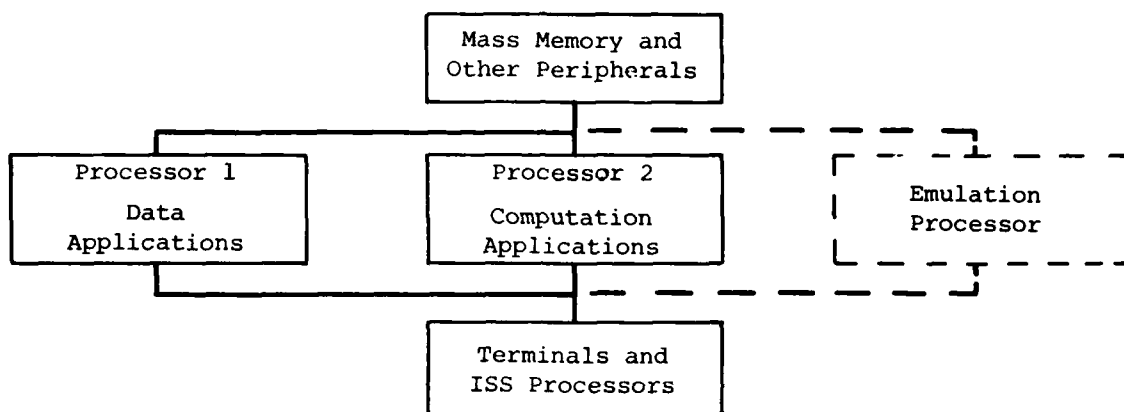 Mass Memory and
Other Peripherals
Processor 1
Data
Applications
Processor 2
Computation
Applications
Emulation
Processor
Terminals and
ISS Processors